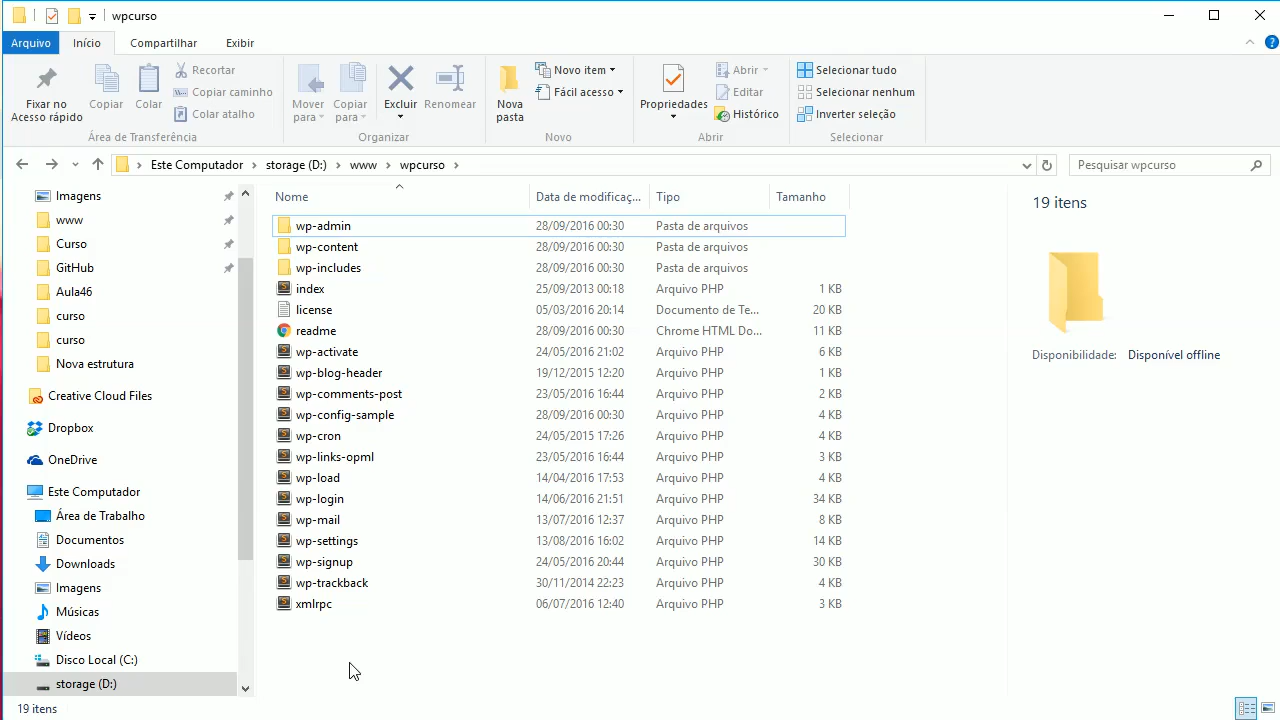 wpcurso
Arquivo Início Compartilhar Exibir
Fixar no Acesso rápido
Copiar
Colar
Recortar
Copiar caminho
Colar atalho
Mover para
Copiar para
Excluir
Renomear
Nova pasta
Novo item
Fácil acesso
Propriedades
Abrir
Editar
Histórico
Selecionar tudo
Selecionar nenhum
Inverter seleção
Área de Transferência Organizar Novo Abrir Selecionar
Este Computador storage (D:) www wpcurso
Pesquisar wpcurso
Imagens
www
Curso
GitHub
Aula46
curso
curso
Nova estrutura
Creative Cloud Files
Dropbox
OneDrive
Este Computador
Área de Trabalho
Documentos
Downloads
Imagens
Músicas
Vídeos
Disco Local (C:)
storage (D:)
Nome Data de modificaç... Tipo Tamanho
wp-admin 28/09/2016 00:30 Pasta de arquivos
wp-content 28/09/2016 00:30 Pasta de arquivos
wp-includes 28/09/2016 00:30 Pasta de arquivos
index 25/09/2013 00:18 Arquivo PHP 1 KB
license 05/03/2016 20:14 Documento de Te... 20 KB
readme 28/09/2016 00:30 Chrome HTML Do... 11 KB
wp-activate 24/05/2016 21:02 Arquivo PHP 6 KB
wp-blog-header 19/12/2015 12:20 Arquivo PHP 1 KB
wp-comments-post 23/05/2016 16:44 Arquivo PHP 2 KB
wp-config-sample 28/09/2016 00:30 Arquivo PHP 4 KB
wp-cron 24/05/2015 17:26 Arquivo PHP 4 KB
wp-links-opml 23/05/2016 16:44 Arquivo PHP 3 KB
wp-load 14/04/2016 17:53 Arquivo PHP 4 KB
wp-login 14/06/2016 21:51 Arquivo PHP 34 KB
wp-mail 13/07/2016 12:37 Arquivo PHP 8 KB
wp-settings 13/08/2016 16:02 Arquivo PHP 14 KB
wp-signup 24/05/2016 20:44 Arquivo PHP 30 KB
wp-trackback 30/11/2014 22:23 Arquivo PHP 4 KB
xmlrpc 06/07/2016 12:40 Arquivo PHP 3 KB
19 itens
Disponibilidade: Disponível offline
19 itens